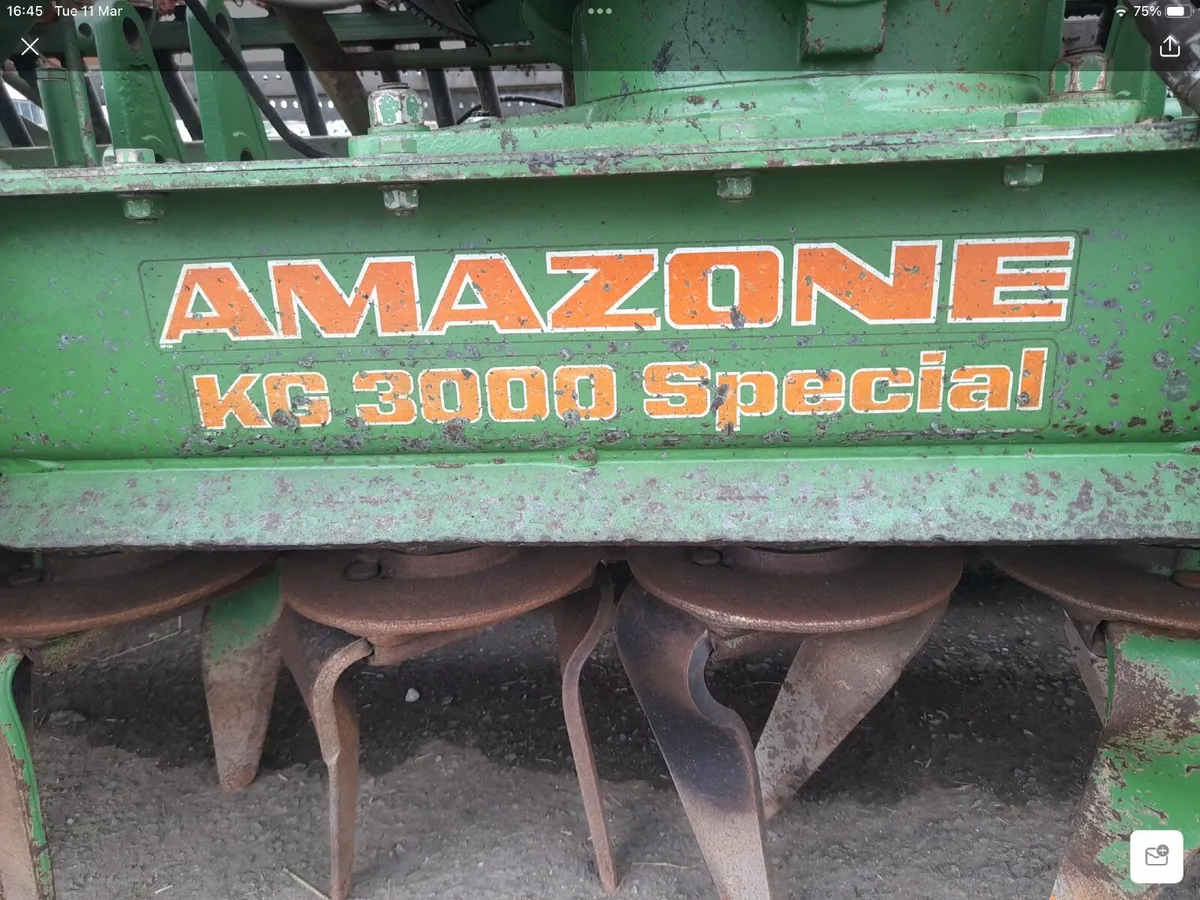 16:45 Tue 11 Mar
75%
AMAZONE
KG 3000 Special